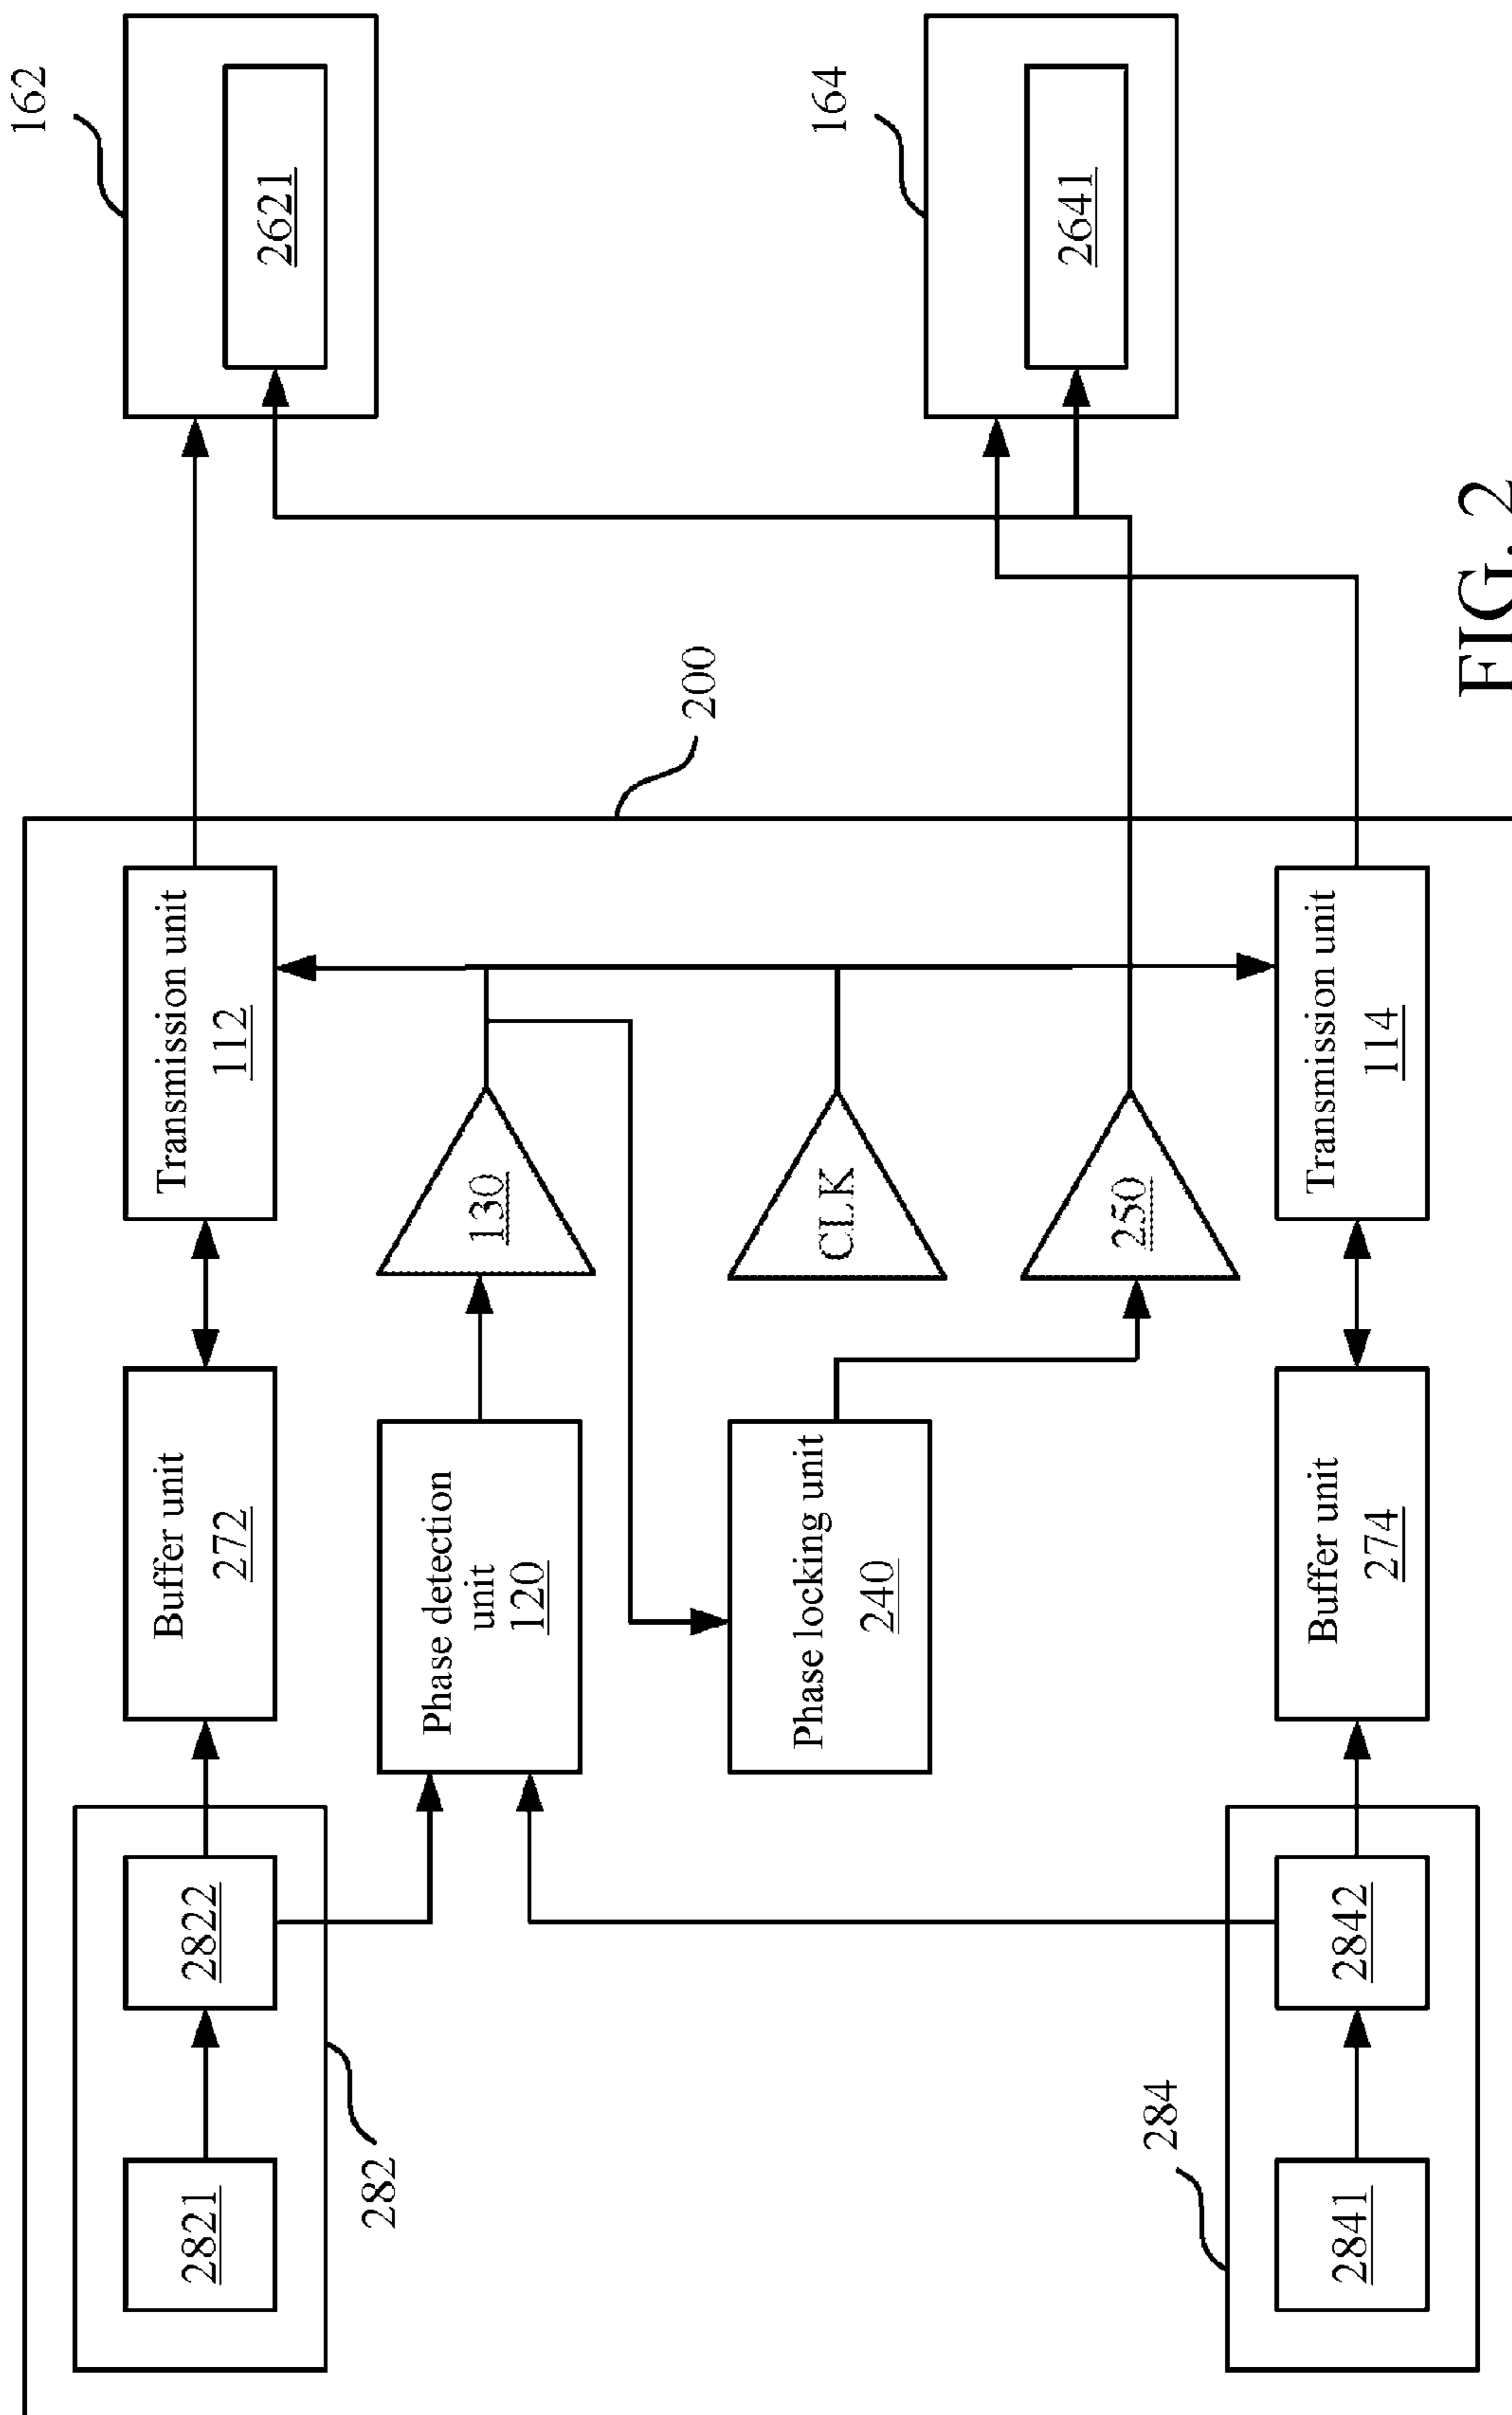 162
2621
164
2641
200
Transmission unit
112
Transmission unit
114
130
CLK
250
Buffer unit
272
Phase detection
unit
120
Phase locking unit
240
Buffer unit
274
2822
2821
282
2842
2841
284
FIG. 2